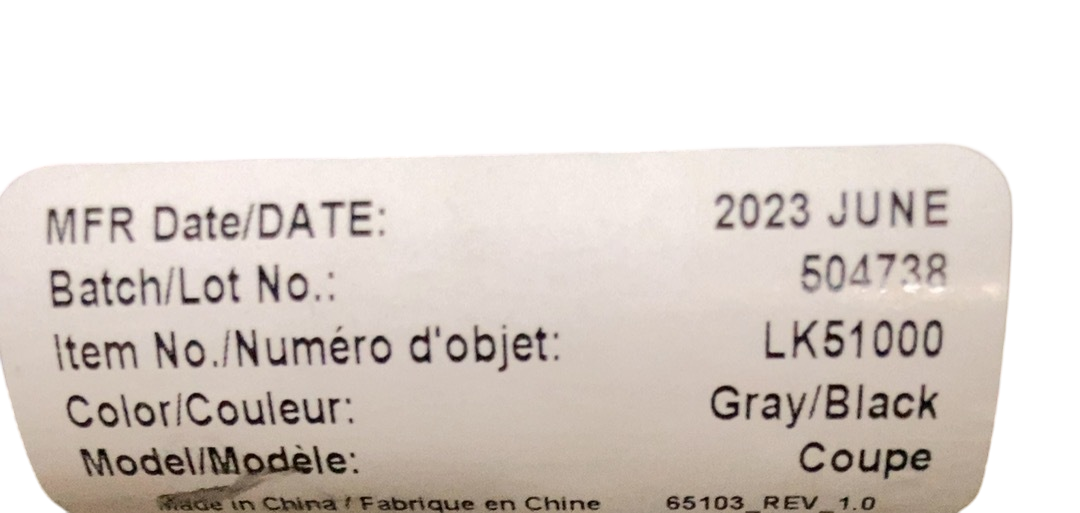 MFR Date/DATE: 2023 JUNE
Batch/Lot No.: 504738
Item No./Numéro d'objet: LK51000
Color/Couleur: Gray/Black
Model/Modèle: Coupe
Made in China / Fabrique en Chine 65103_REV_1.0